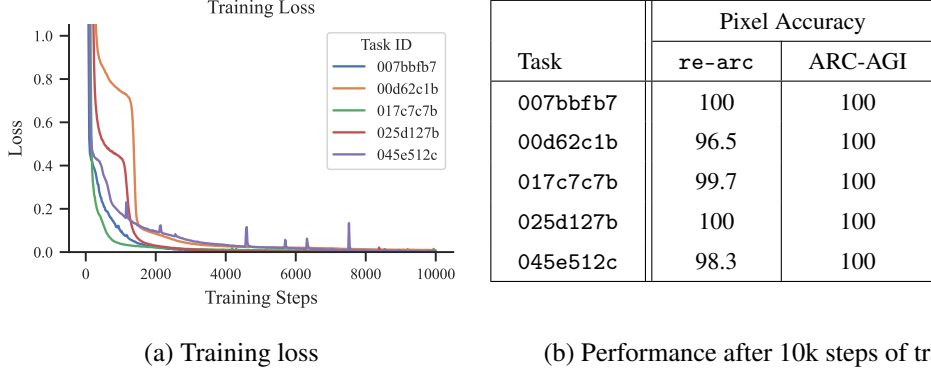 Training Loss
1.0
0.8
0.6
0.4
0.2
0.0
Loss
0 2000 4000 6000 8000 10000
Training Steps
Task ID
007bbfb7
00d62c1b
017c7c7b
025d127b
045e512c
(a) Training loss
Pixel Accuracy
Task re-arc ARC-AGI
007bbfb7 100 100
00d62c1b 96.5 100
017c7c7b 99.7 100
025d127b 100 100
045e512c 98.3 100
(b) Performance after 10k steps of